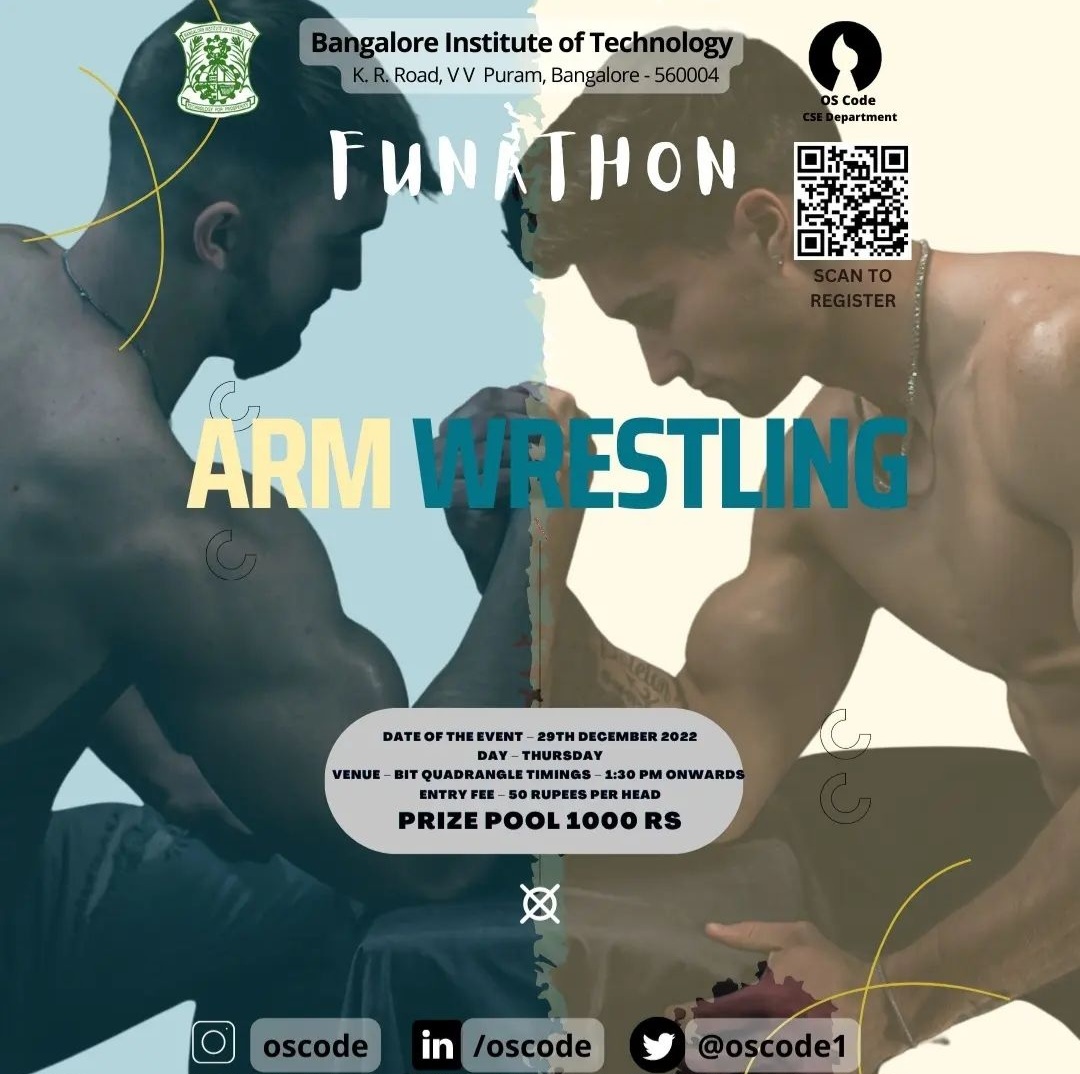 Bangalore Institute of Technology
K. R. Road, V V Puram, Bangalore - 560004
OS Code
CSE Department
FUNATHON
SCAN TO
REGISTER
ARM WRESTLING
DATE OF THE EVENT – 29TH DECEMBER 2022
DAY – THURSDAY
VENUE – BIT QUADRANGLE TIMINGS – 1:30 PM ONWARDS
ENTRY FEE – 50 RUPEES PER HEAD
PRIZE POOL 1000 RS
oscode
in /oscode
@oscode1